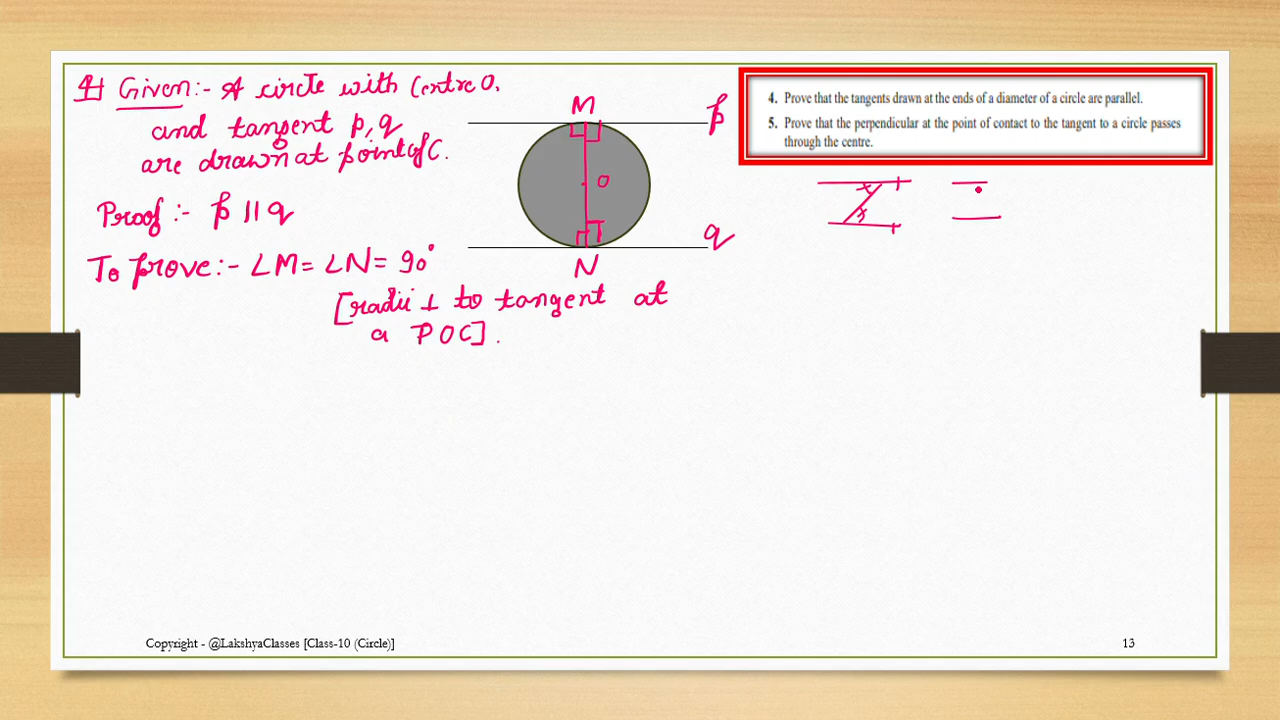 4] Given:- A circle with Centre O,
and tangent p, q
are drawn at point of C.
Proof :- p || q
To prove:- ∠M = ∠N = 90°
[radii ⊥ to tangent at
a POC].
M
p
O
q
N
4. Prove that the tangents drawn at the ends of a diameter of a circle are parallel.
5. Prove that the perpendicular at the point of contact to the tangent to a circle passes
through the centre.
Copyright - @LakshyaClasses [Class-10 (Circle)]
13